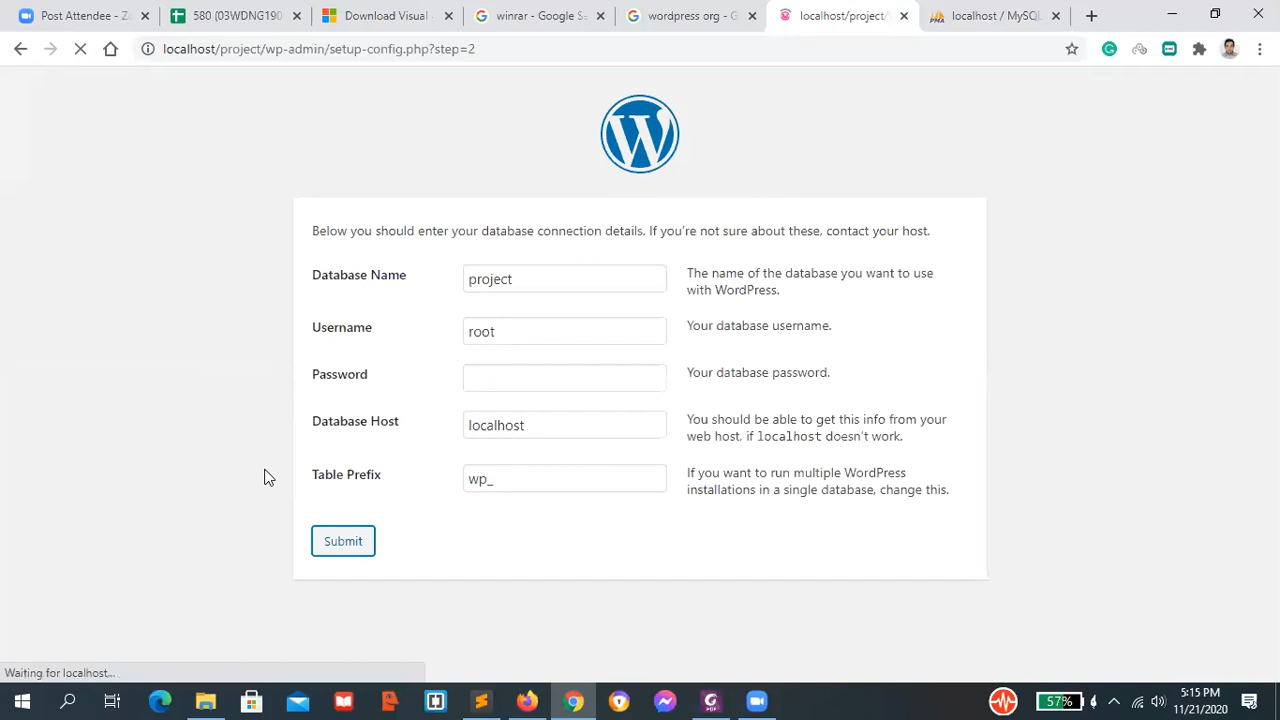 Post Attendee - Z
580 (03WDNG190
Download Visual
winrar - Google S
wordpress org - G
localhost/project/
localhost / MySQL
localhost/project/wp-admin/setup-config.php?step=2
Below you should enter your database connection details. If you're not sure about these, contact your host.
Database Name
project
The name of the database you want to use
with WordPress.
Username
root
Your database username.
Password
Your database password.
Database Host
localhost
You should be able to get this info from your
web host, if localhost doesn't work.
Table Prefix
wp_
If you want to run multiple WordPress
installations in a single database, change this.
Submit
Waiting for localhost...
57%
5:15 PM
11/21/2020